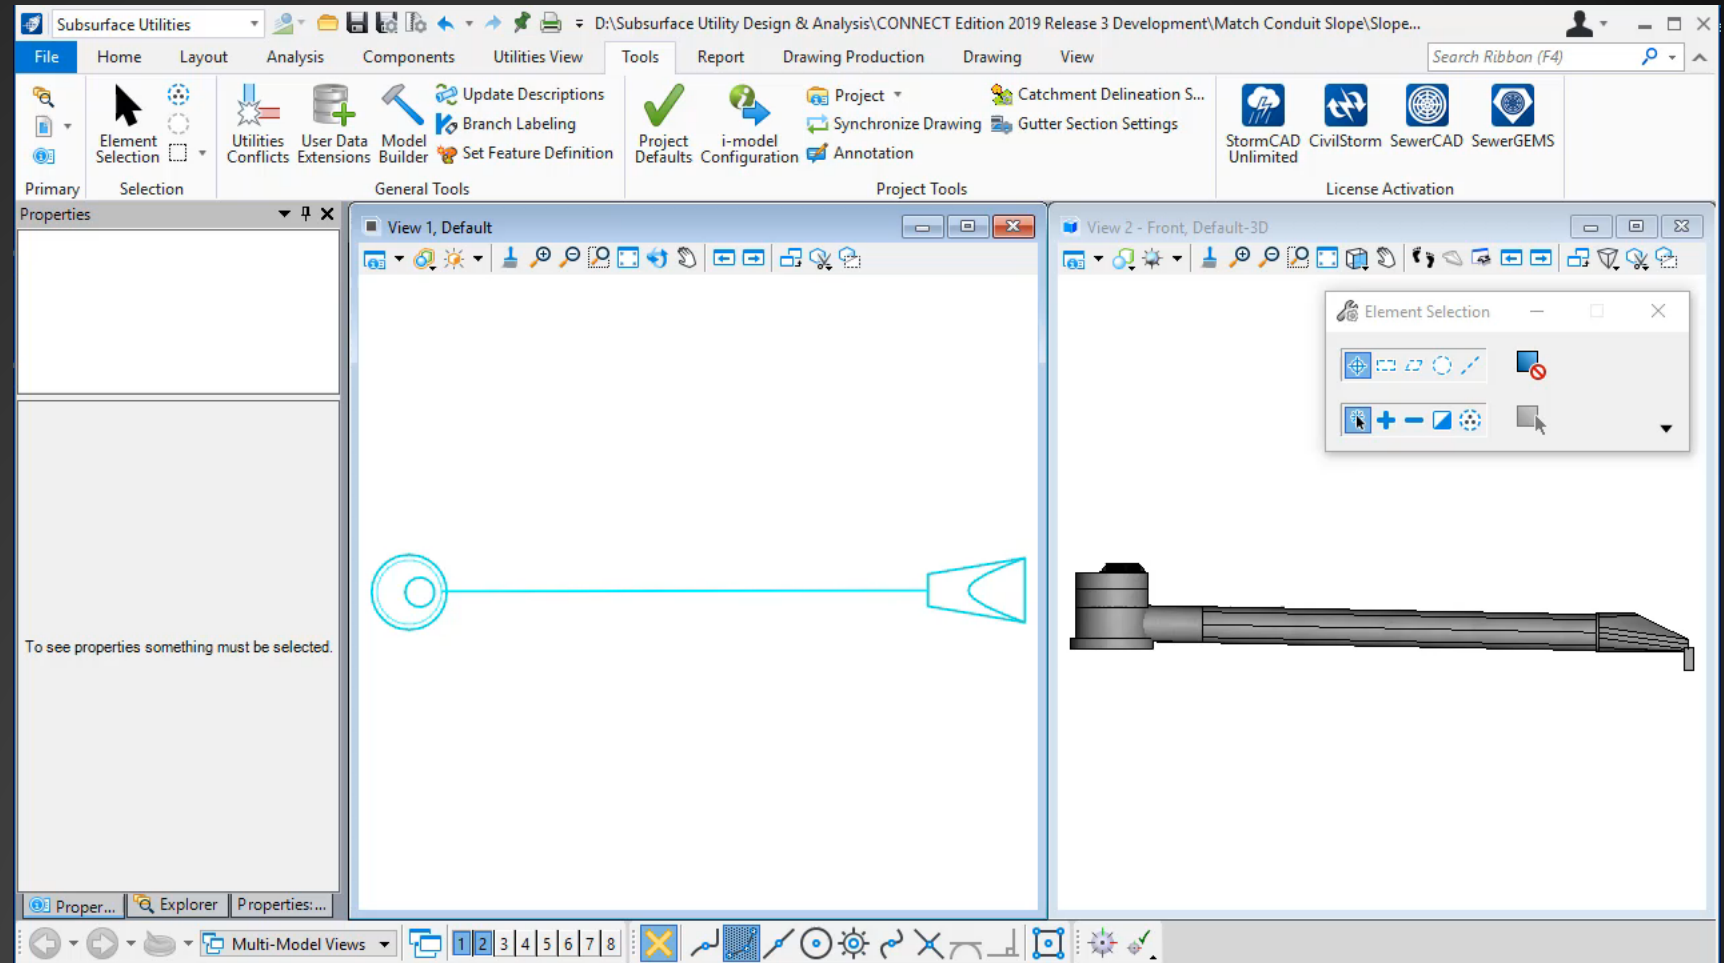 Subsurface Utilities
D:\Subsurface Utility Design & Analysis\CONNECT Edition 2019 Release 3 Development\Match Conduit Slope\Slope...
File Home Layout Analysis Components Utilities View Tools Report Drawing Production Drawing View
Search Ribbon (F4)
Element Selection
Utilities Conflicts
User Data Extensions
Model Builder
Update Descriptions
Branch Labeling
Set Feature Definition
Project Defaults
i-model Configuration
Project
Synchronize Drawing
Annotation
Catchment Delineation S...
Gutter Section Settings
StormCAD Unlimited
CivilStorm
SewerCAD
SewerGEMS
Primary Selection General Tools Project Tools License Activation
Properties
View 1, Default
View 2 - Front, Default-3D
Element Selection
To see properties something must be selected.
Proper... Explorer Properties:...
Multi-Model Views
1 2 3 4 5 6 7 8